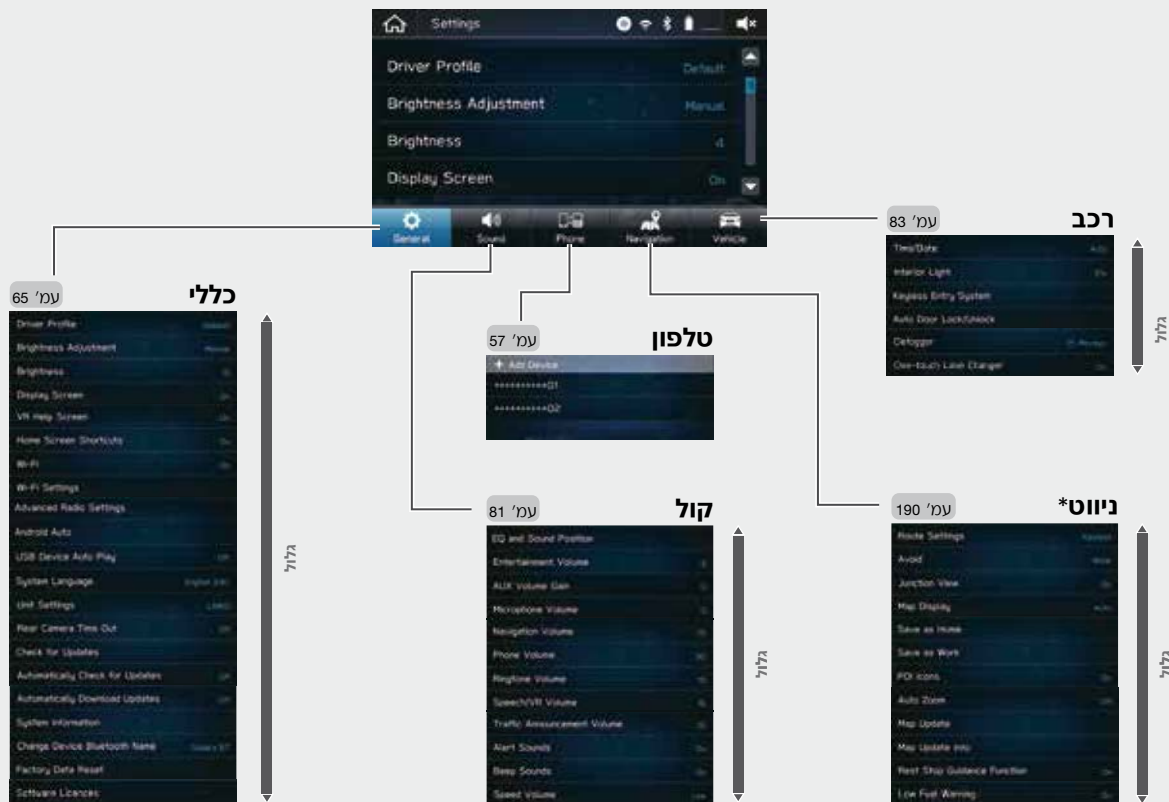 Settings
Driver Profile Default
Brightness Adjustment Manual
Brightness 4
Display Screen On
General Sound Phone Navigation Vehicle
עמ' 83 רכב
Time/Date
Interior Light
Keyless Entry System
Auto Door Lock/Unlock
Defogger
One-touch Lane Changer
גלול
עמ' 65 כללי
Driver Profile
Brightness Adjustment
Brightness
Display Screen
VR Help Screen
Home Screen Shortcuts
Wi-Fi
Wi-Fi Settings
Advanced Radio Settings
Android Auto
USB Device Auto Play
System Language
Unit Settings
Rear Camera Time Out
Check for Updates
Automatically Check for Updates
Automatically Download Updates
System Information
Change Device Bluetooth Name
Factory Data Reset
Software Licences
גלול
עמ' 57 טלפון
+ Add Device
**********01
**********02
עמ' 81 קול
EQ and Sound Position
Entertainment Volume
AUX Volume Gain
Microphone Volume
Navigation Volume
Phone Volume
Ringtone Volume
Speech/VR Volume
Traffic Announcement Volume
Alert Sounds
Beep Sounds
Speed Volume
גלול
עמ' 190 ניווט*
Route Settings
Avoid
Junction View
Map Display
Save as Home
Save as Work
POI Icons
Auto Zoom
Map Update
Map Update Info
Rest Stop Guidance Function
Low Fuel Warning
גלול